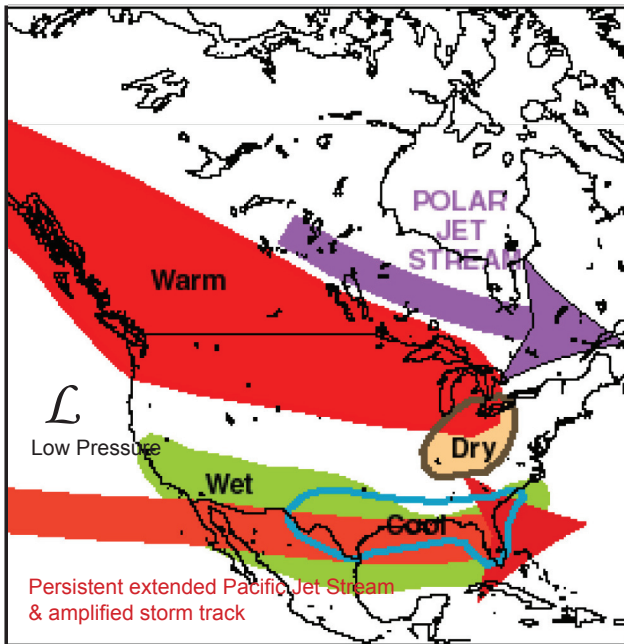 POLAR
JET
STREAM
Warm
ℒ
Low Pressure
Dry
Wet
Cool
Persistent extended Pacific Jet Stream
& amplified storm track